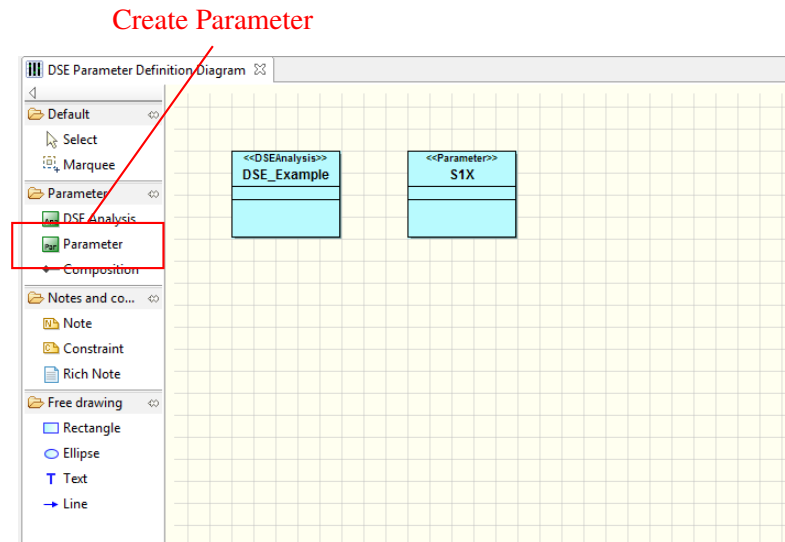 Create Parameter
DSE Parameter Definition Diagram
Default
Select
Marquee
Parameter
DSE Analysis
Parameter
Composition
Notes and co...
Note
Constraint
Rich Note
Free drawing
Rectangle
Ellipse
T Text
Line
<<DSEAnalysis>>
DSE_Example
<<Parameter>>
S1X